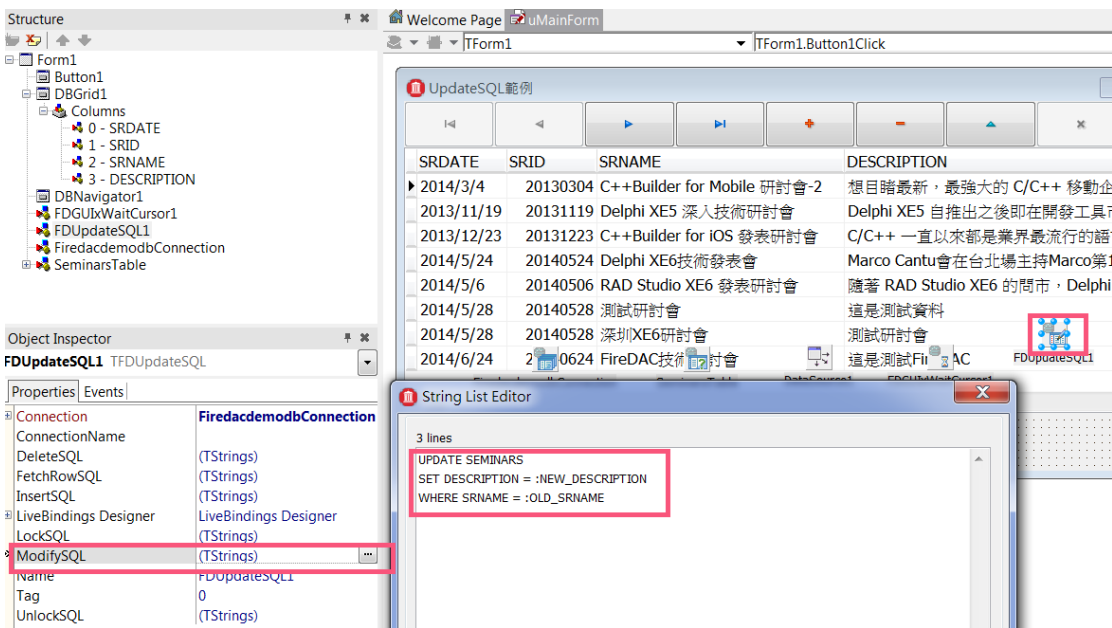 Structure
Form1
Button1
DBGrid1
Columns
0 - SRDATE
1 - SRID
2 - SRNAME
3 - DESCRIPTION
DBNavigator1
FDGUIxWaitCursor1
FDUpdateSQL1
FiredacdemodbConnection
SeminarsTable
Object Inspector
FDUpdateSQL1 TFDUpdateSQL
Properties Events
Connection FiredacdemodbConnection
ConnectionName
DeleteSQL (TStrings)
FetchRowSQL (TStrings)
InsertSQL (TStrings)
LiveBindings Designer LiveBindings Designer
LockSQL (TStrings)
ModifySQL (TStrings) ...
Name FDUpdateSQL1
Tag 0
UnlockSQL (TStrings)
Welcome Page uMainForm
TForm1 TForm1.Button1Click
UpdateSQL範例
SRDATE SRID SRNAME DESCRIPTION
2014/3/4 20130304 C++Builder for Mobile 研討會-2 想目睹最新，最強大的 C/C++ 移動企
2013/11/19 20131119 Delphi XE5 深入技術研討會 Delphi XE5 自推出之後即在開發工具
2013/12/23 20131223 C++Builder for iOS 發表研討會 C/C++ 一直以來都是業界最流行的語
2014/5/24 20140524 Delphi XE6技術發表會 Marco Cantu會在台北場主持Marco第1
2014/5/6 20140506 RAD Studio XE6 發表研討會 隨著 RAD Studio XE6 的問市，Delphi
2014/5/28 20140528 測試研討會 這是測試資料
2014/5/28 20140528 深圳XE6研討會 測試研討會
2014/6/24 2 0624 FireDAC技術 討會 這是測試Fir AC
FDUpdateSQL1
String List Editor
3 lines
UPDATE SEMINARS
SET DESCRIPTION = :NEW_DESCRIPTION
WHERE SRNAME = :OLD_SRNAME